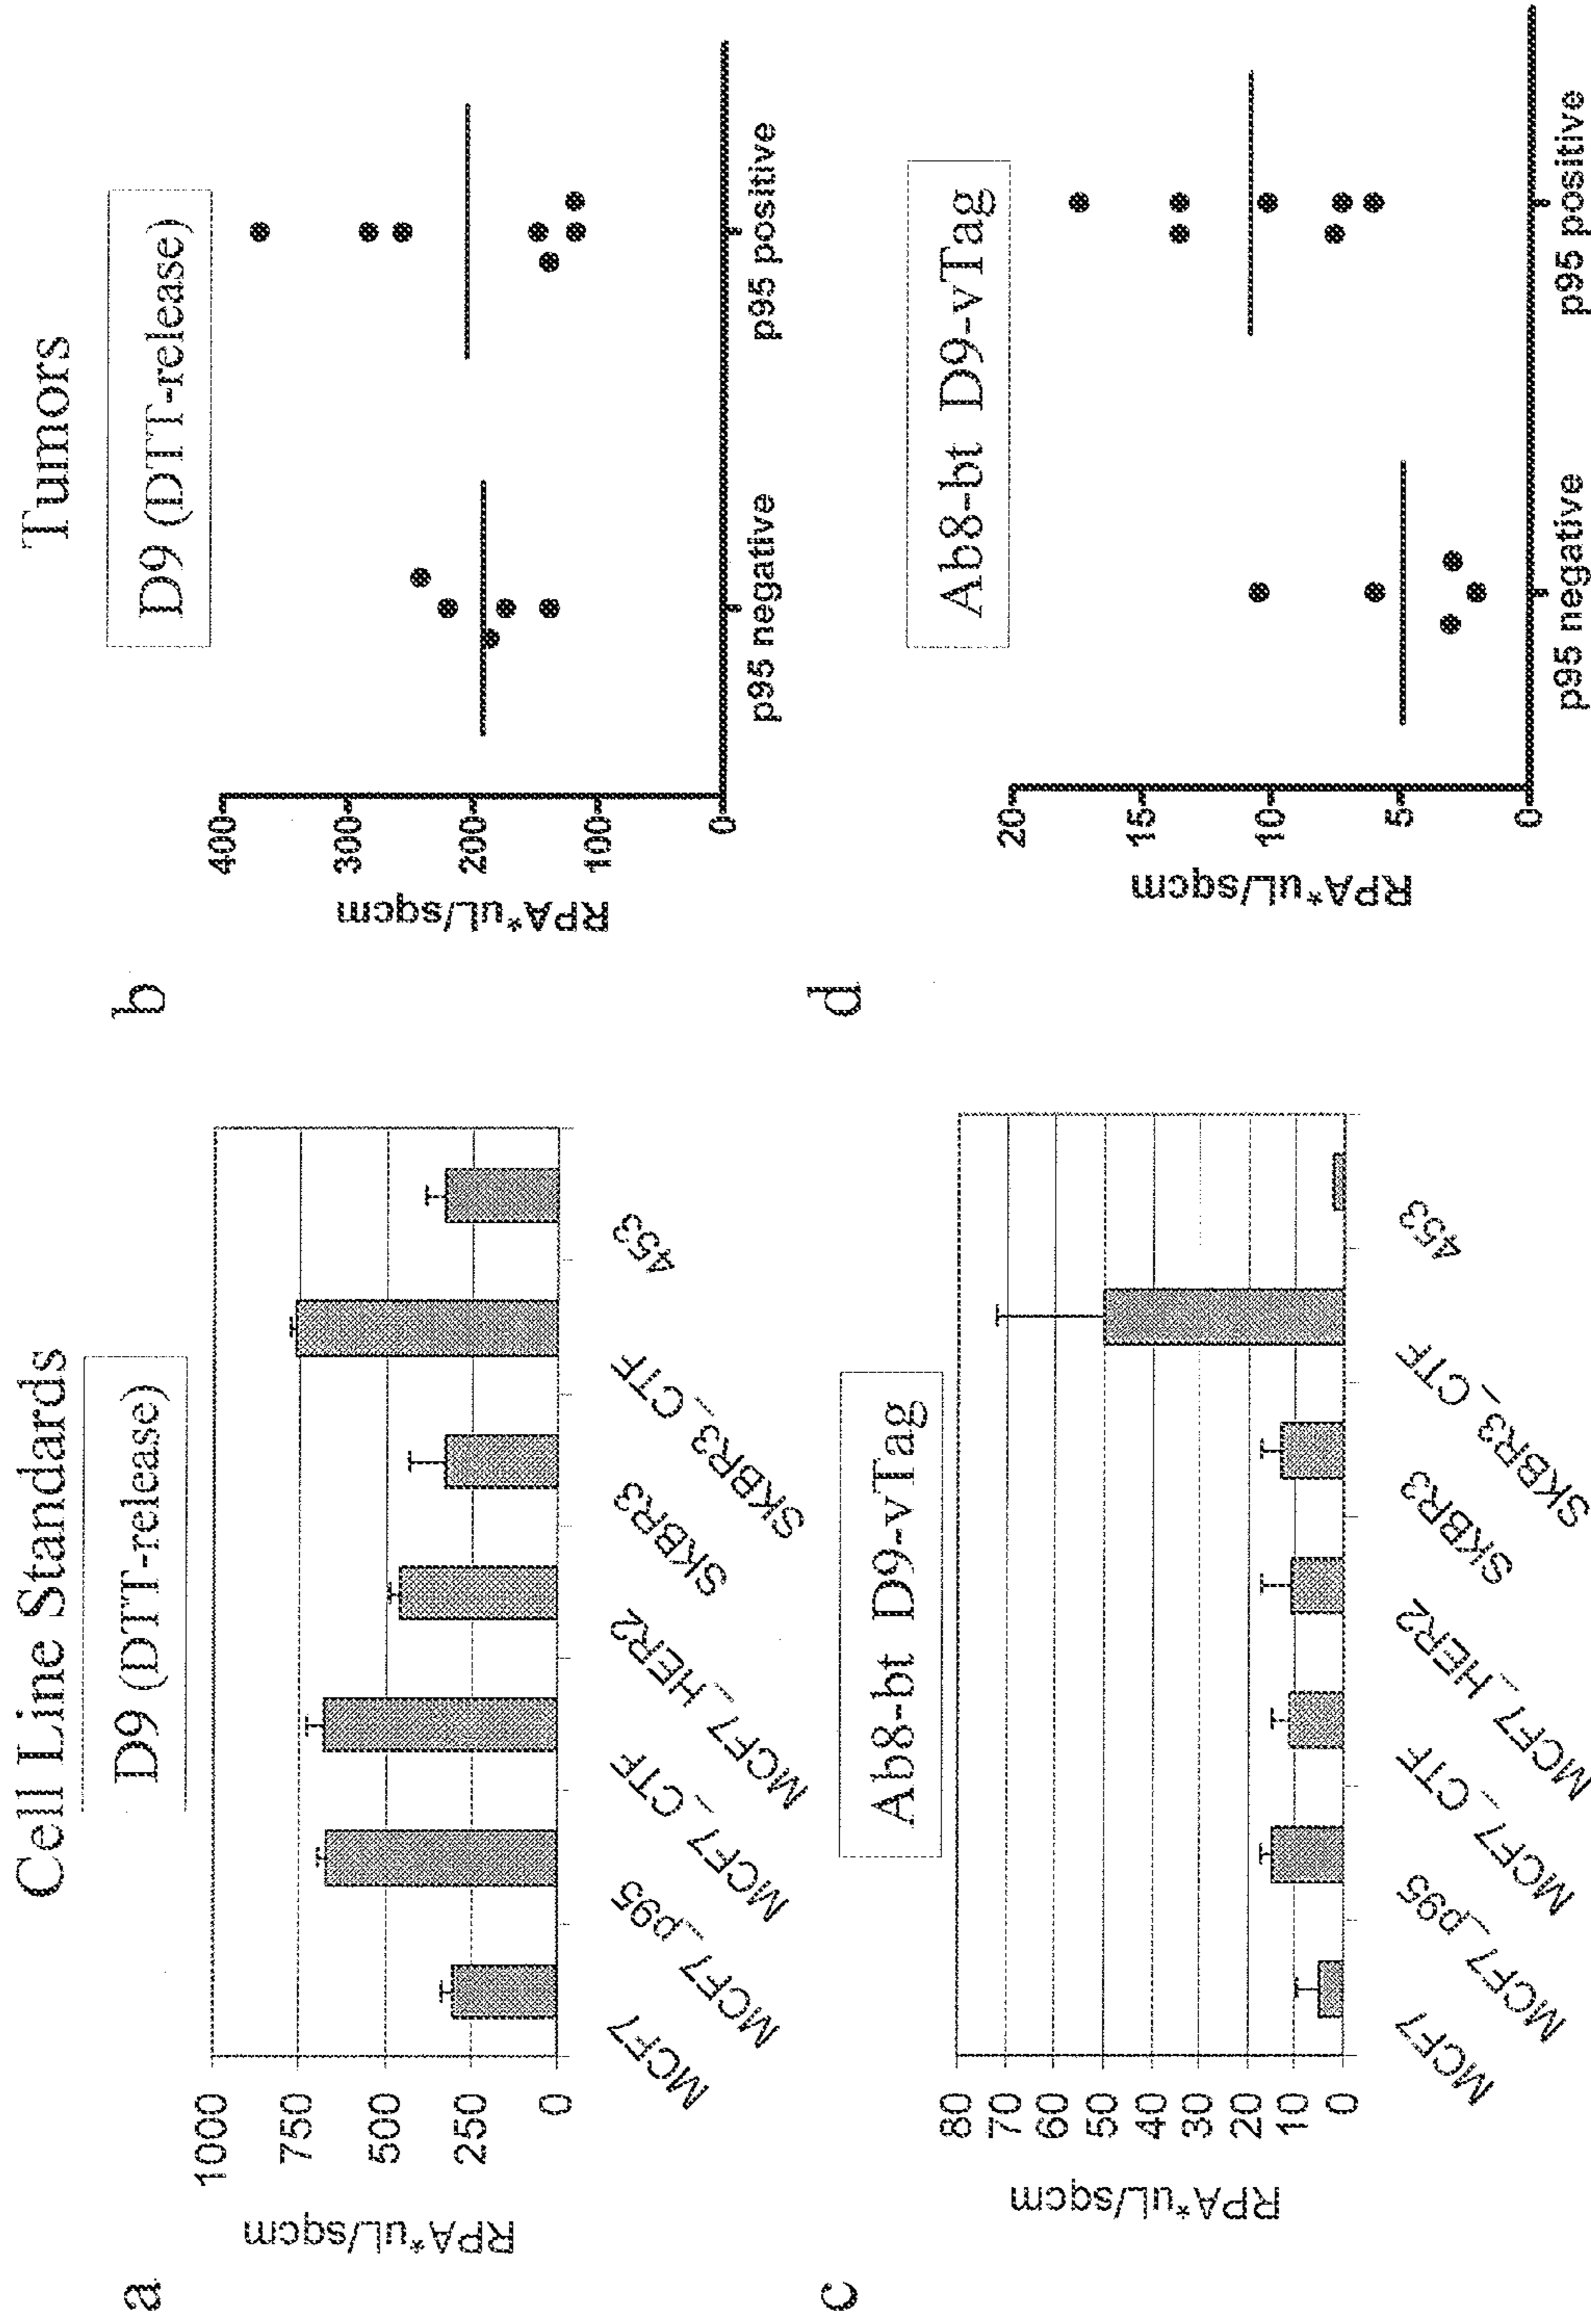 Cell Line Standards
Tumors
a
D9 (DTT-release)
RPA*uL/sqcm
1000
750
500
250
0
MCF7
MCF7_p95
MCF7_CTF
MCF7_HER2
SKBR3
SKBR3_CTF
453
b
D9 (DTT-release)
RPA*uL/sqcm
400
300
200
100
0
p95 negative
p95 positive
c
Ab8-bt D9-vTag
RPA*uL/sqcm
80
70
60
50
40
30
20
10
0
MCF7
MCF7_p95
MCF7_CTF
MCF7_HER2
SKBR3
SKBR3_CTF
453
d
Ab8-bt D9-vTag
RPA*uL/sqcm
20
15
10
5
0
p95 negative
p95 positive